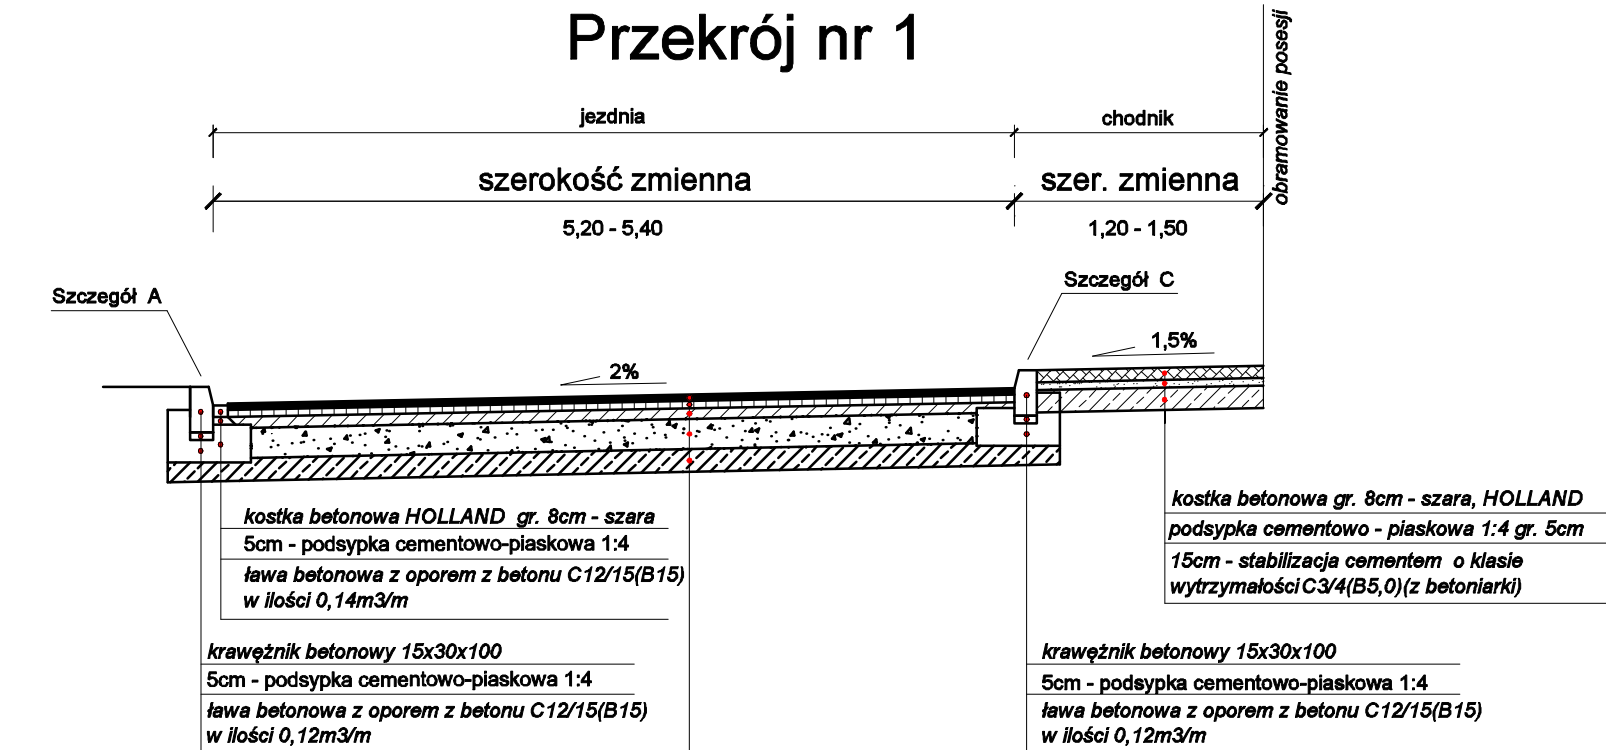 Przekrój nr 1
obramowanie posesji
jezdnia
chodnik
szerokość zmienna
szer. zmienna
5,20 - 5,40
1,20 - 1,50
Szczegół A
Szczegół C
2%
1,5%
kostka betonowa HOLLAND gr. 8cm - szara
5cm - podsypka cementowo-piaskowa 1:4
ława betonowa z oporem z betonu C12/15(B15)
w ilości 0,14m3/m
kostka betonowa gr. 8cm - szara, HOLLAND
podsypka cementowo - piaskowa 1:4 gr. 5cm
15cm - stabilizacja cementem o klasie
wytrzymałości C3/4(B5,0)(z betoniarki)
krawężnik betonowy 15x30x100
5cm - podsypka cementowo-piaskowa 1:4
ława betonowa z oporem z betonu C12/15(B15)
w ilości 0,12m3/m
krawężnik betonowy 15x30x100
5cm - podsypka cementowo-piaskowa 1:4
ława betonowa z oporem z betonu C12/15(B15)
w ilości 0,12m3/m